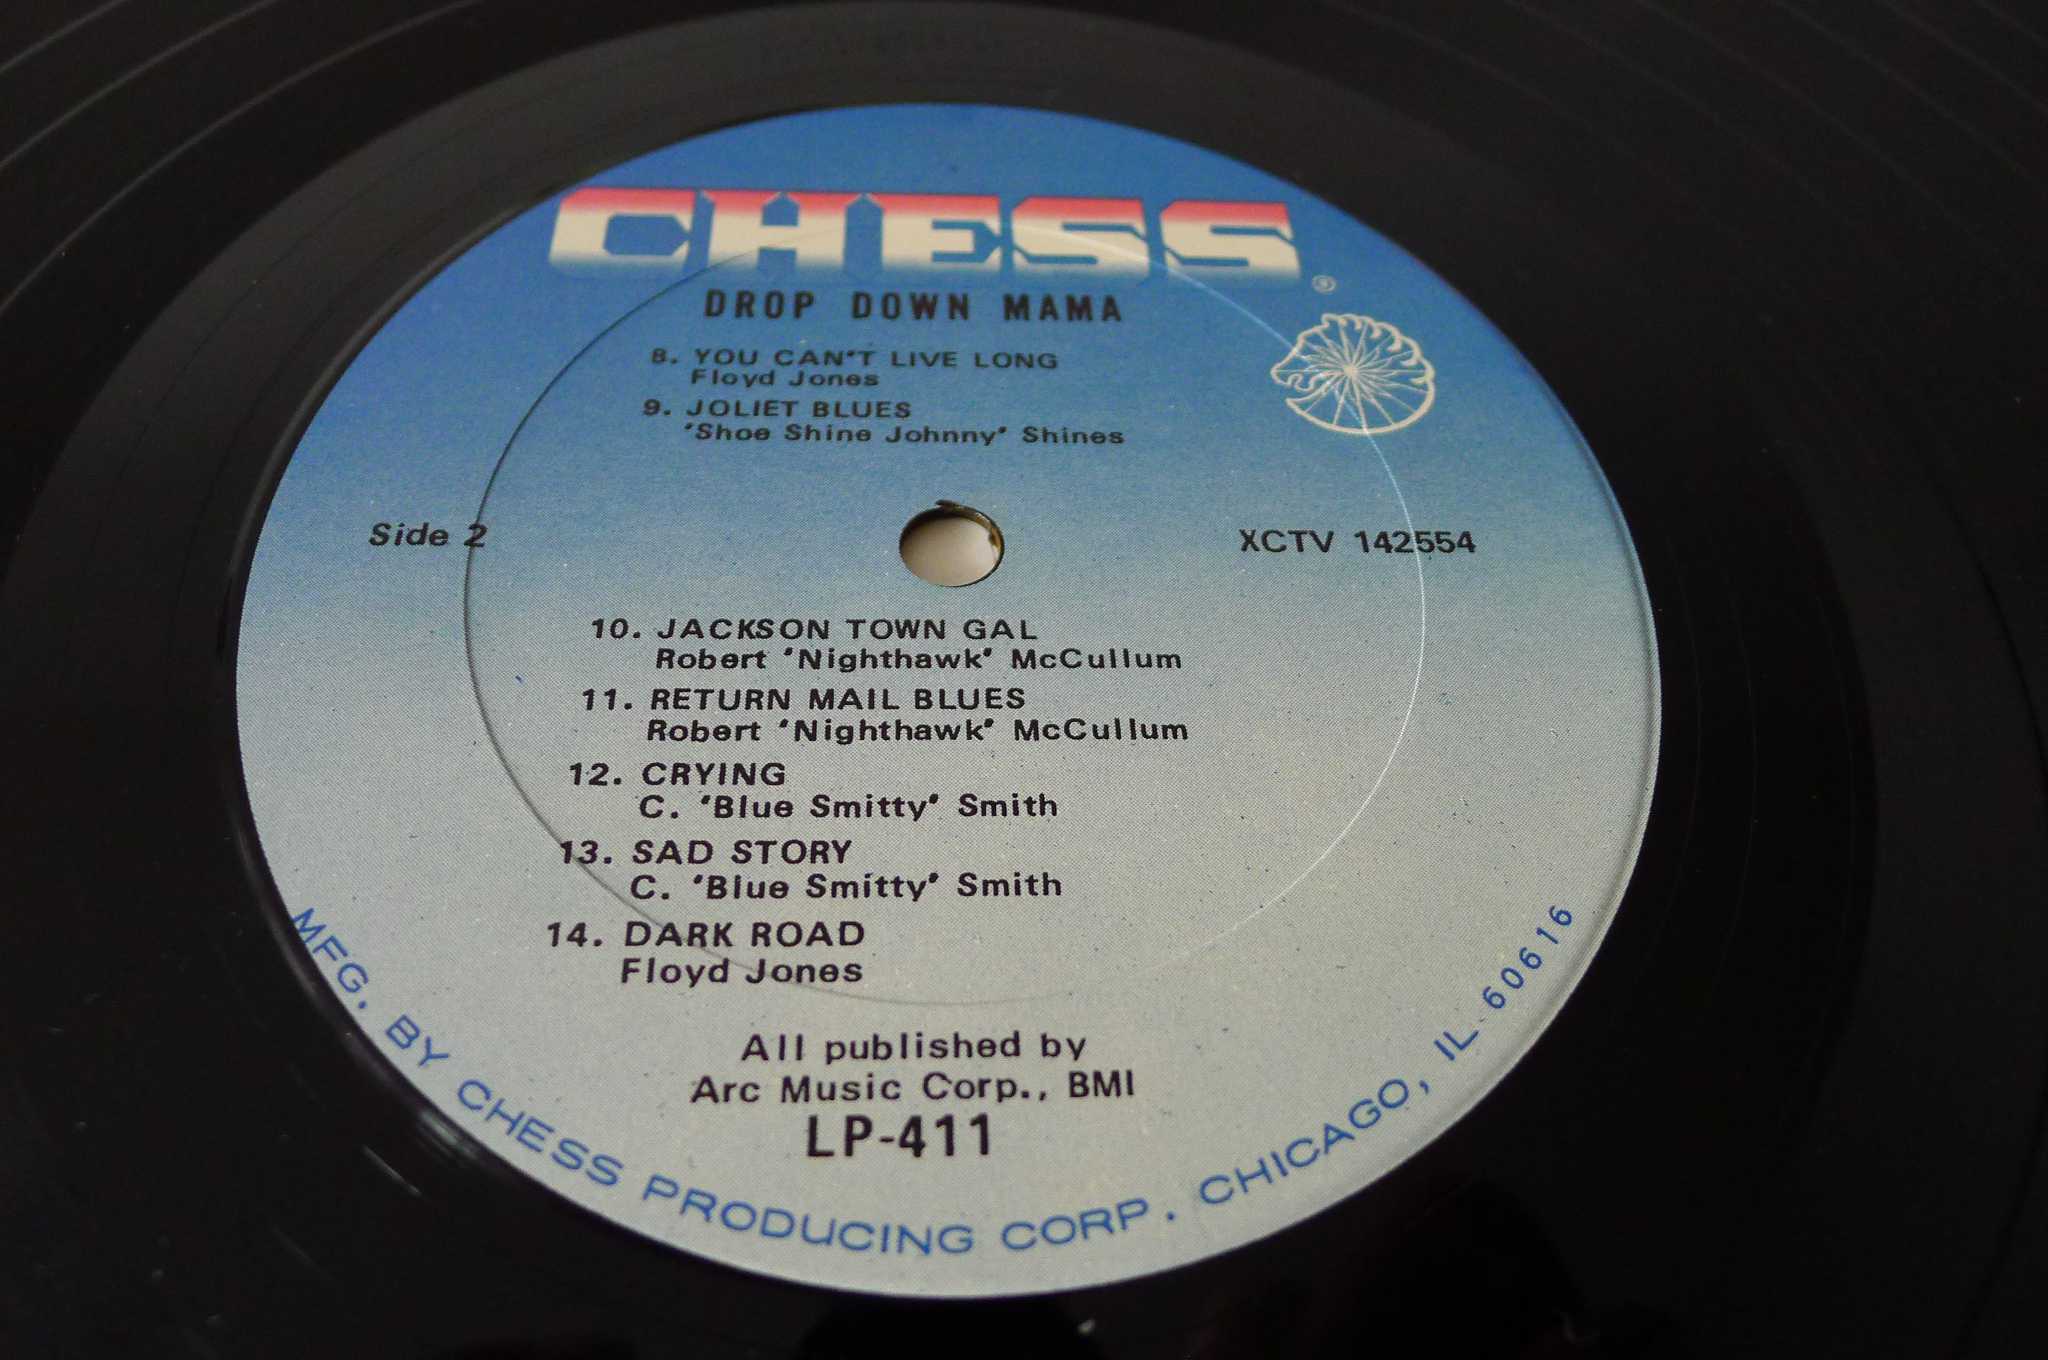 CHESS
®
DROP DOWN MAMA
8. YOU CAN'T LIVE LONG
Floyd Jones
9. JOLIET BLUES
'Shoe Shine Johnny' Shines
Side 2
XCTV 142554
10. JACKSON TOWN GAL
Robert 'Nighthawk' McCullum
11. RETURN MAIL BLUES
Robert 'Nighthawk' McCullum
12. CRYING
C. 'Blue Smitty' Smith
13. SAD STORY
C. 'Blue Smitty' Smith
14. DARK ROAD
Floyd Jones
All published by
Arc Music Corp., BMI
LP-411
MFG. BY CHESS PRODUCING CORP. CHICAGO, IL 60616